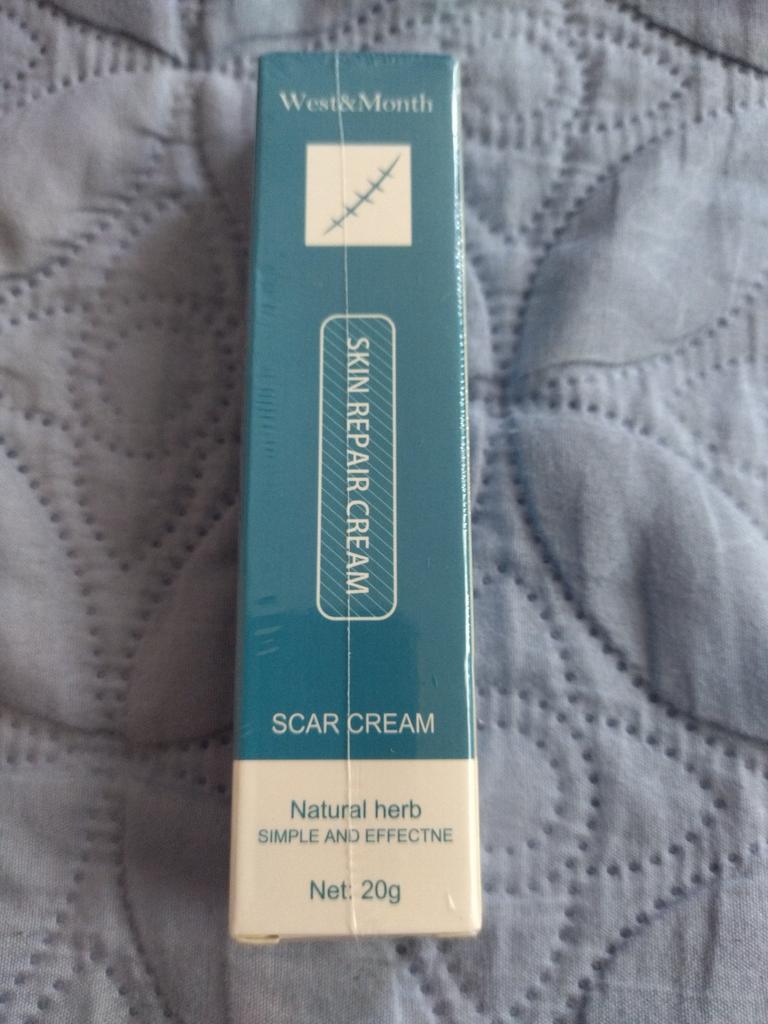 West&Month
SKIN REPAIR CREAM
SCAR CREAM
Natural herb
SIMPLE AND EFFECTNE
Net: 20g